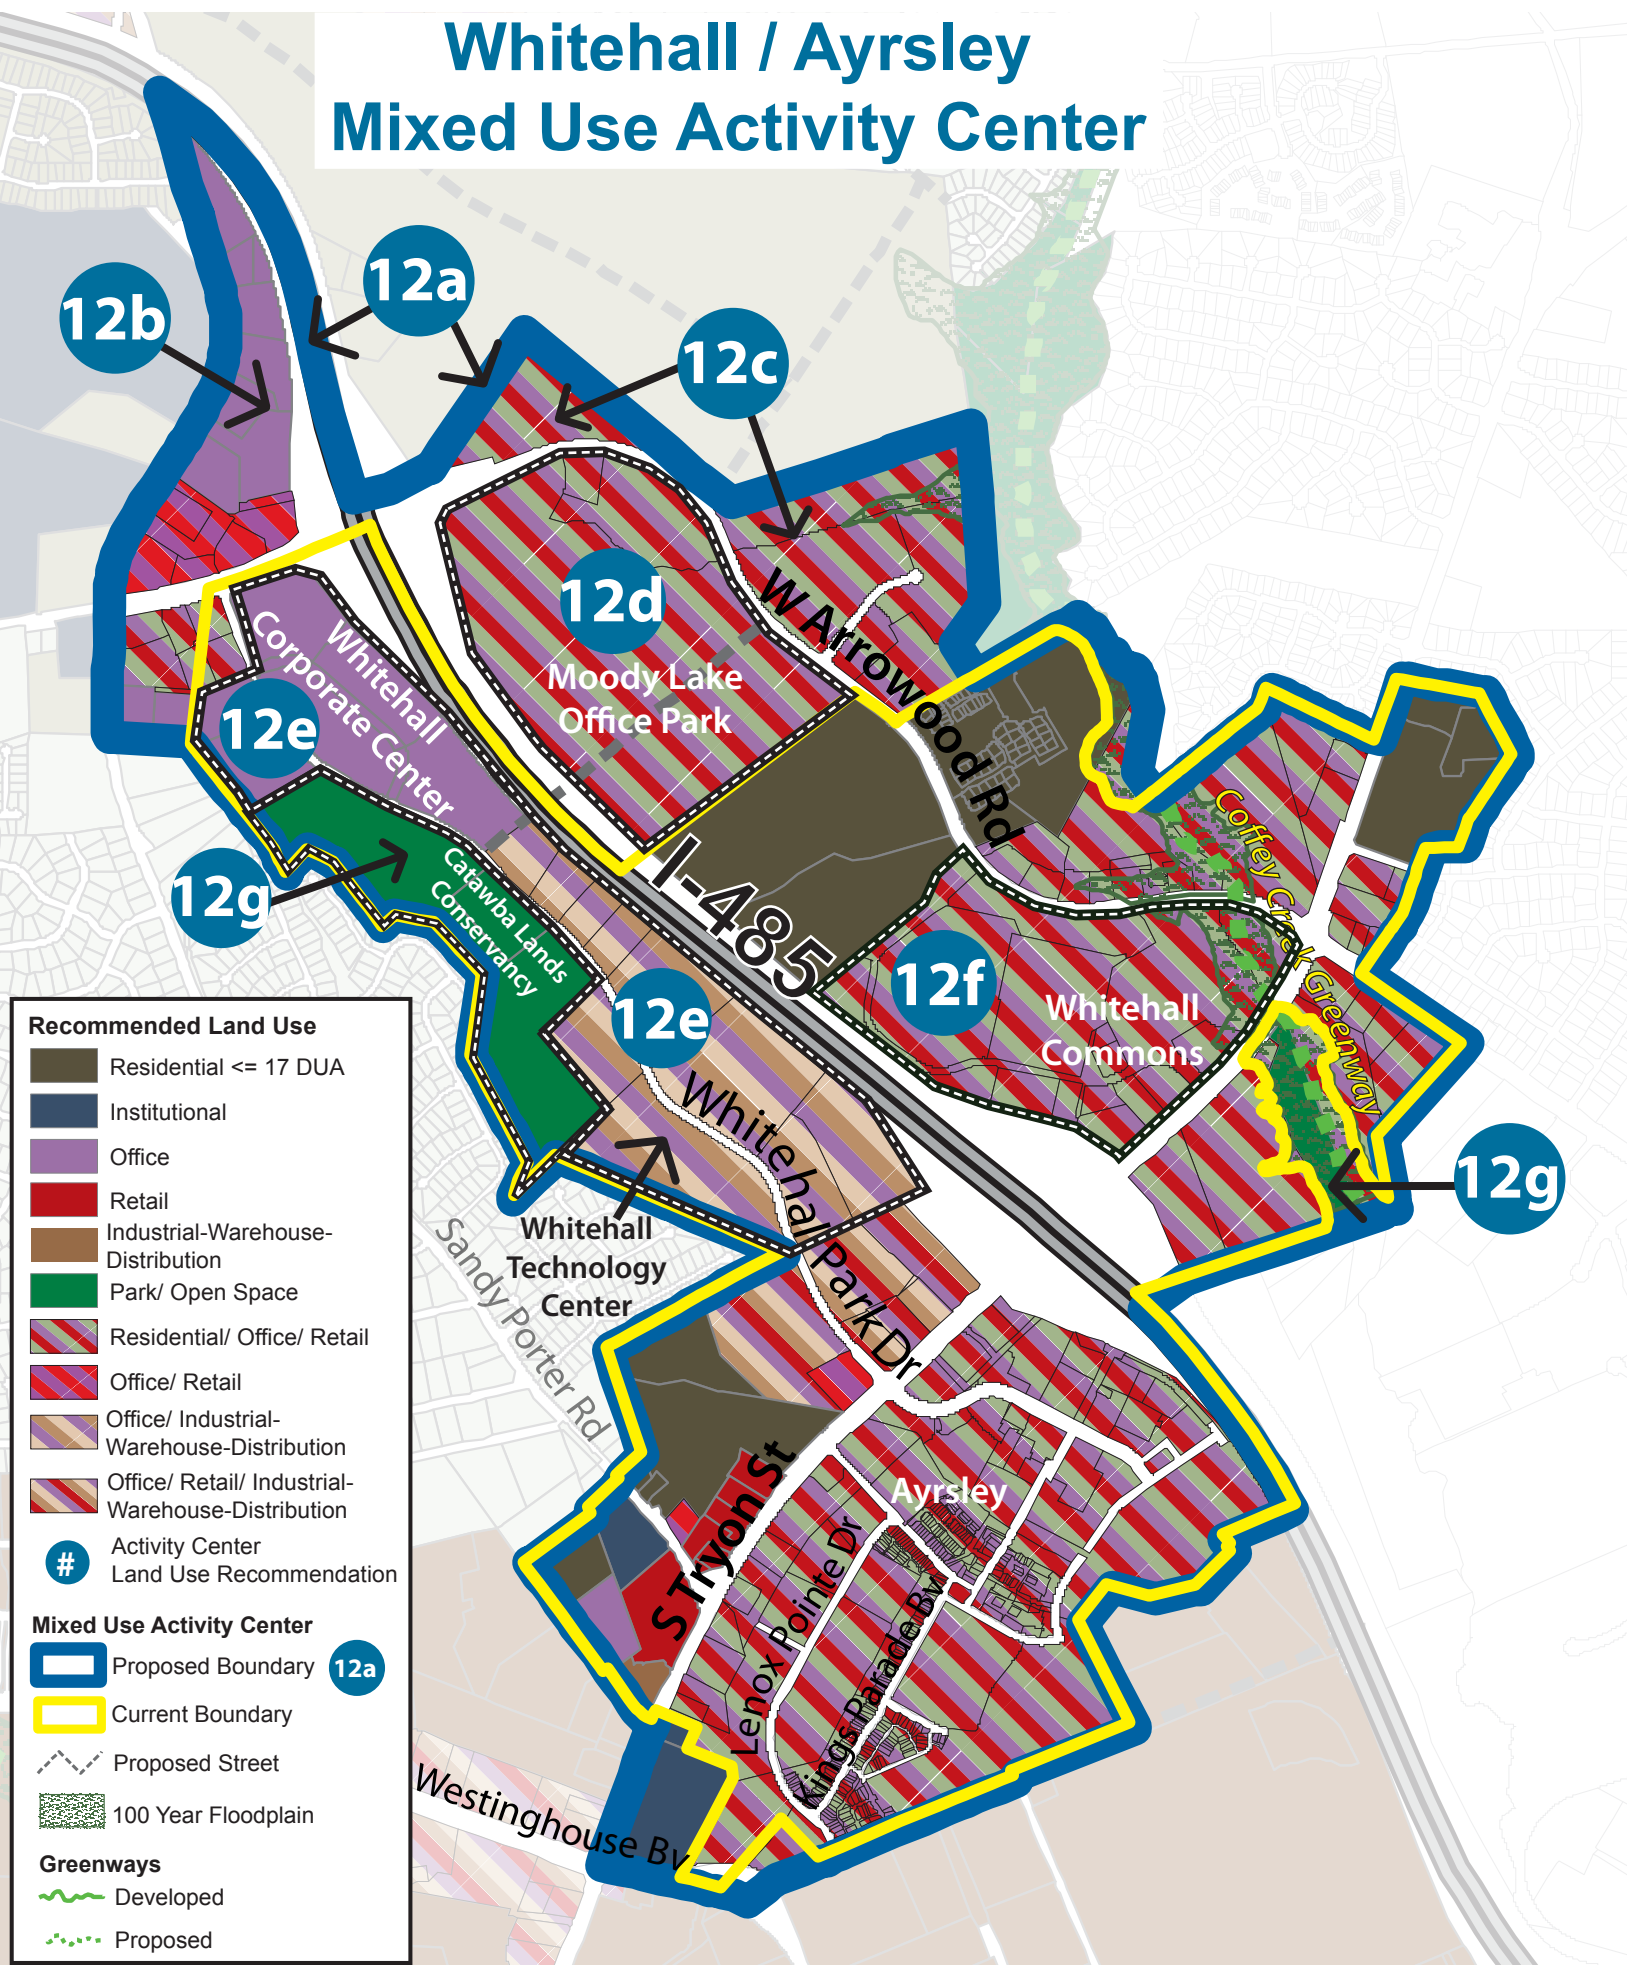 Whitehall / Ayrsley
Mixed Use Activity Center
12a
12b
12c
12d
Moody Lake
Office Park
W Arrowood Rd
Whitehall
Corporate Center
12e
12g
Catawba Lands
Conservancy
I-485
12e
12f
Whitehall
Commons
Coffey Creek Greenway
12g
Whitehall Park Dr
Whitehall
Technology
Center
Sandy Porter Rd
S Tryon St
Ayrsley
Lenox Pointe Dr
Kings Parade Bv
Westinghouse Bv
Recommended Land Use
Residential <= 17 DUA
Institutional
Office
Retail
Industrial-Warehouse-
Distribution
Park/ Open Space
Residential/ Office/ Retail
Office/ Retail
Office/ Industrial-
Warehouse-Distribution
Office/ Retail/ Industrial-
Warehouse-Distribution
#
Activity Center
Land Use Recommendation
Mixed Use Activity Center
Proposed Boundary 12a
Current Boundary
Proposed Street
100 Year Floodplain
Greenways
Developed
Proposed